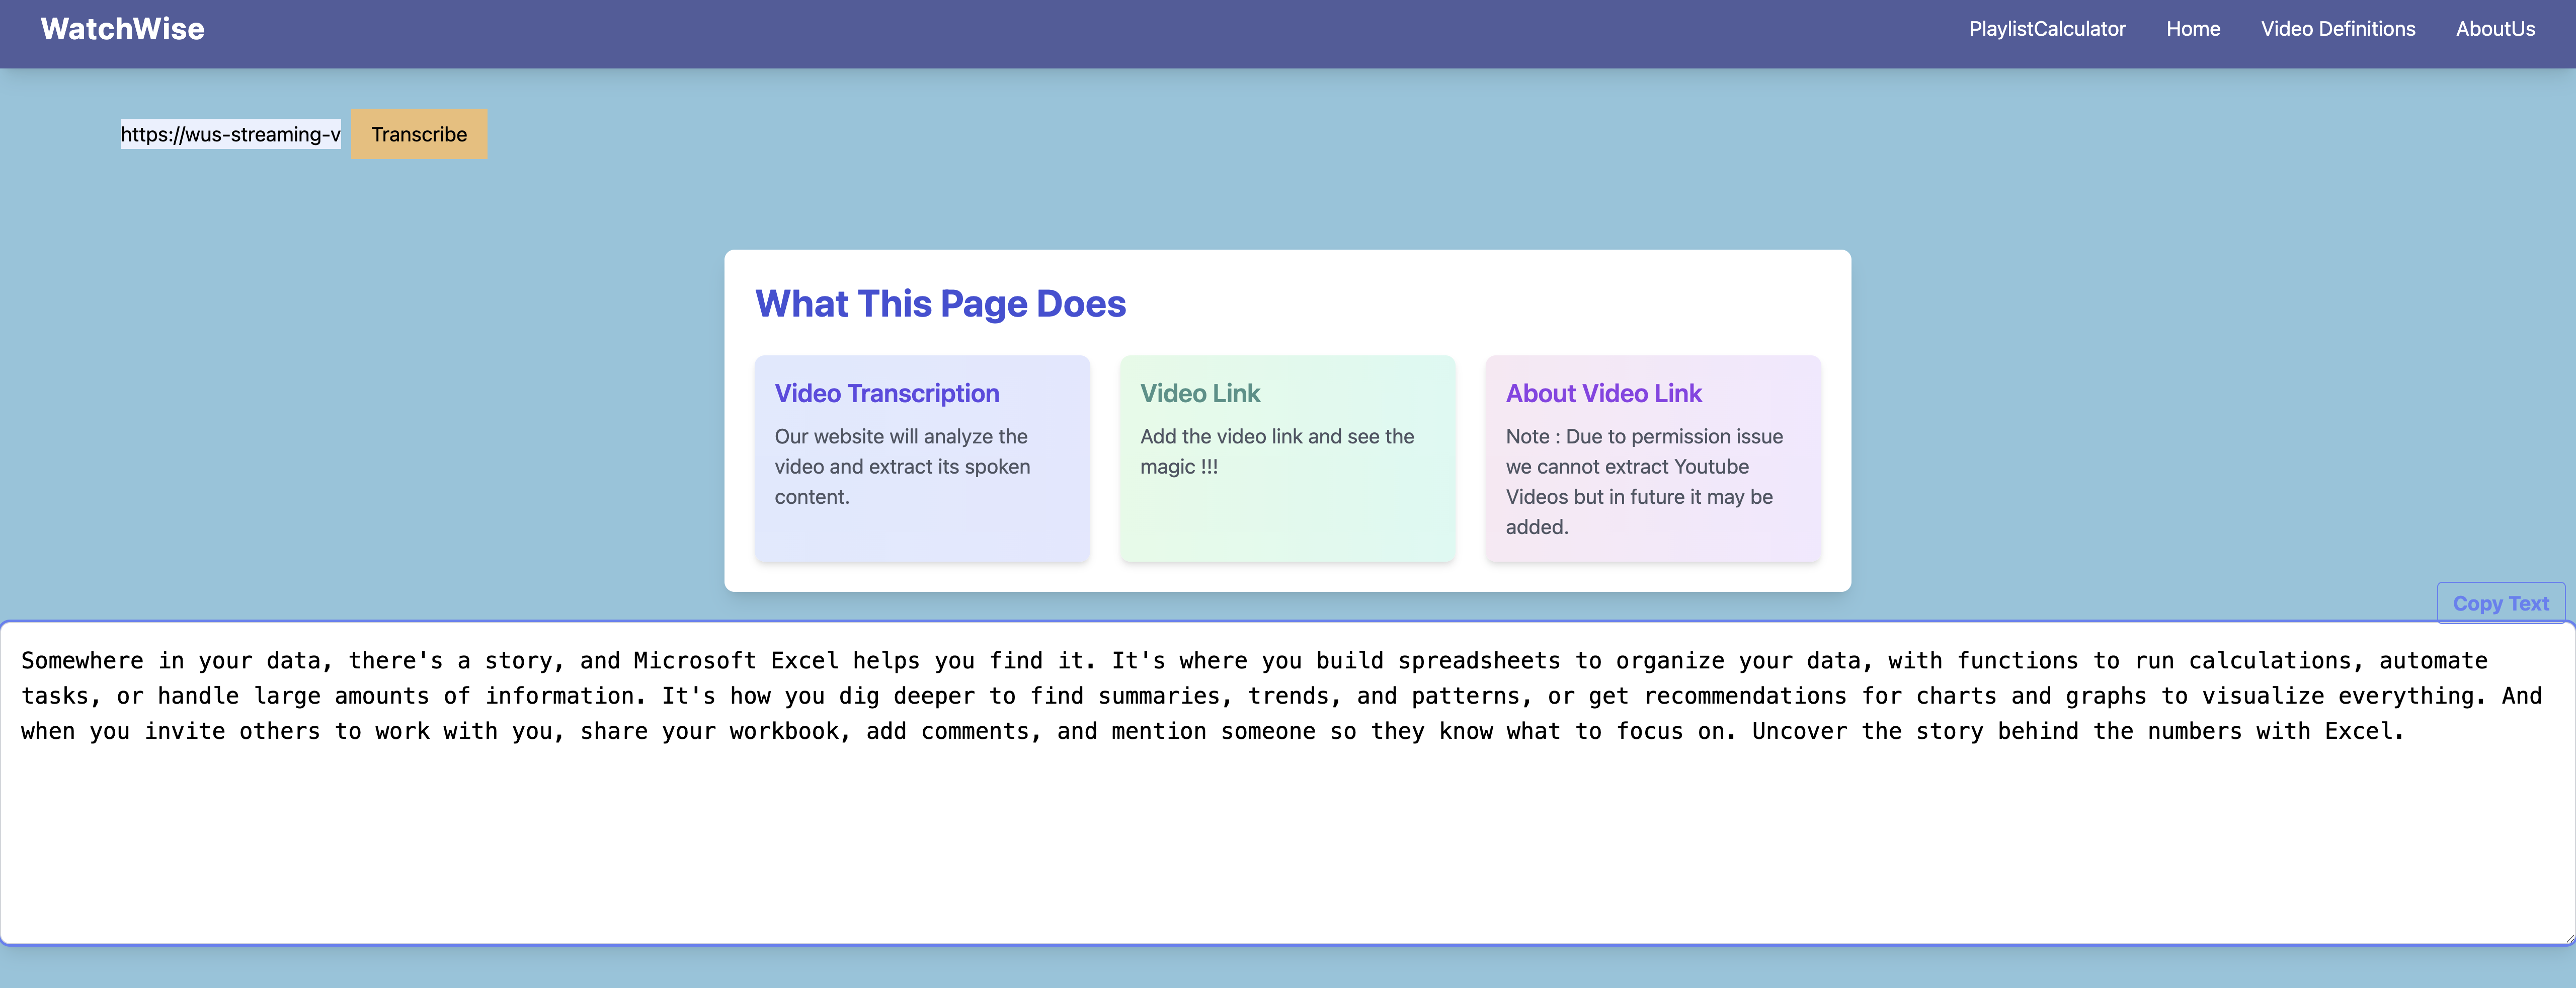 WatchWise
PlaylistCalculator
Home
Video Definitions
AboutUs
https://wus-streaming-v
Transcribe
What This Page Does
Video Transcription
Our website will analyze the
video and extract its spoken
content.
Video Link
Add the video link and see the
magic !!!
About Video Link
Note : Due to permission issue
we cannot extract Youtube
Videos but in future it may be
added.
Copy Text
Somewhere in your data, there's a story, and Microsoft Excel helps you find it. It's where you build spreadsheets to organize your data, with functions to run calculations, automate
tasks, or handle large amounts of information. It's how you dig deeper to find summaries, trends, and patterns, or get recommendations for charts and graphs to visualize everything. And
when you invite others to work with you, share your workbook, add comments, and mention someone so they know what to focus on. Uncover the story behind the numbers with Excel.